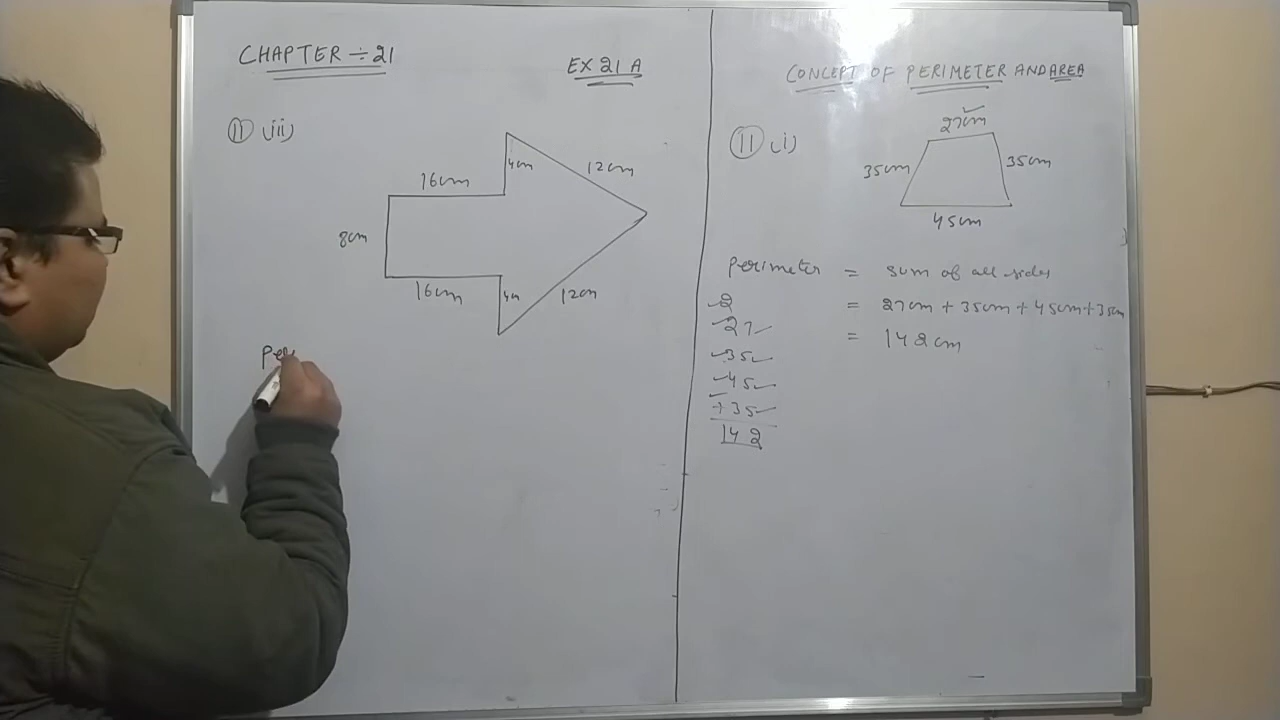 CHAPTER ÷ 21
EX 21 A
11 (ii)
4cm
12cm
16cm
8cm
16cm
4cm
12cm
Per
CONCEPT OF PERIMETER AND AREA
11 (i)
27cm
35cm
35cm
45cm
Perimeter = sum of all sides
= 27cm + 35cm + 45cm + 35cm
= 142 cm
2
27
35
45
+ 35
142